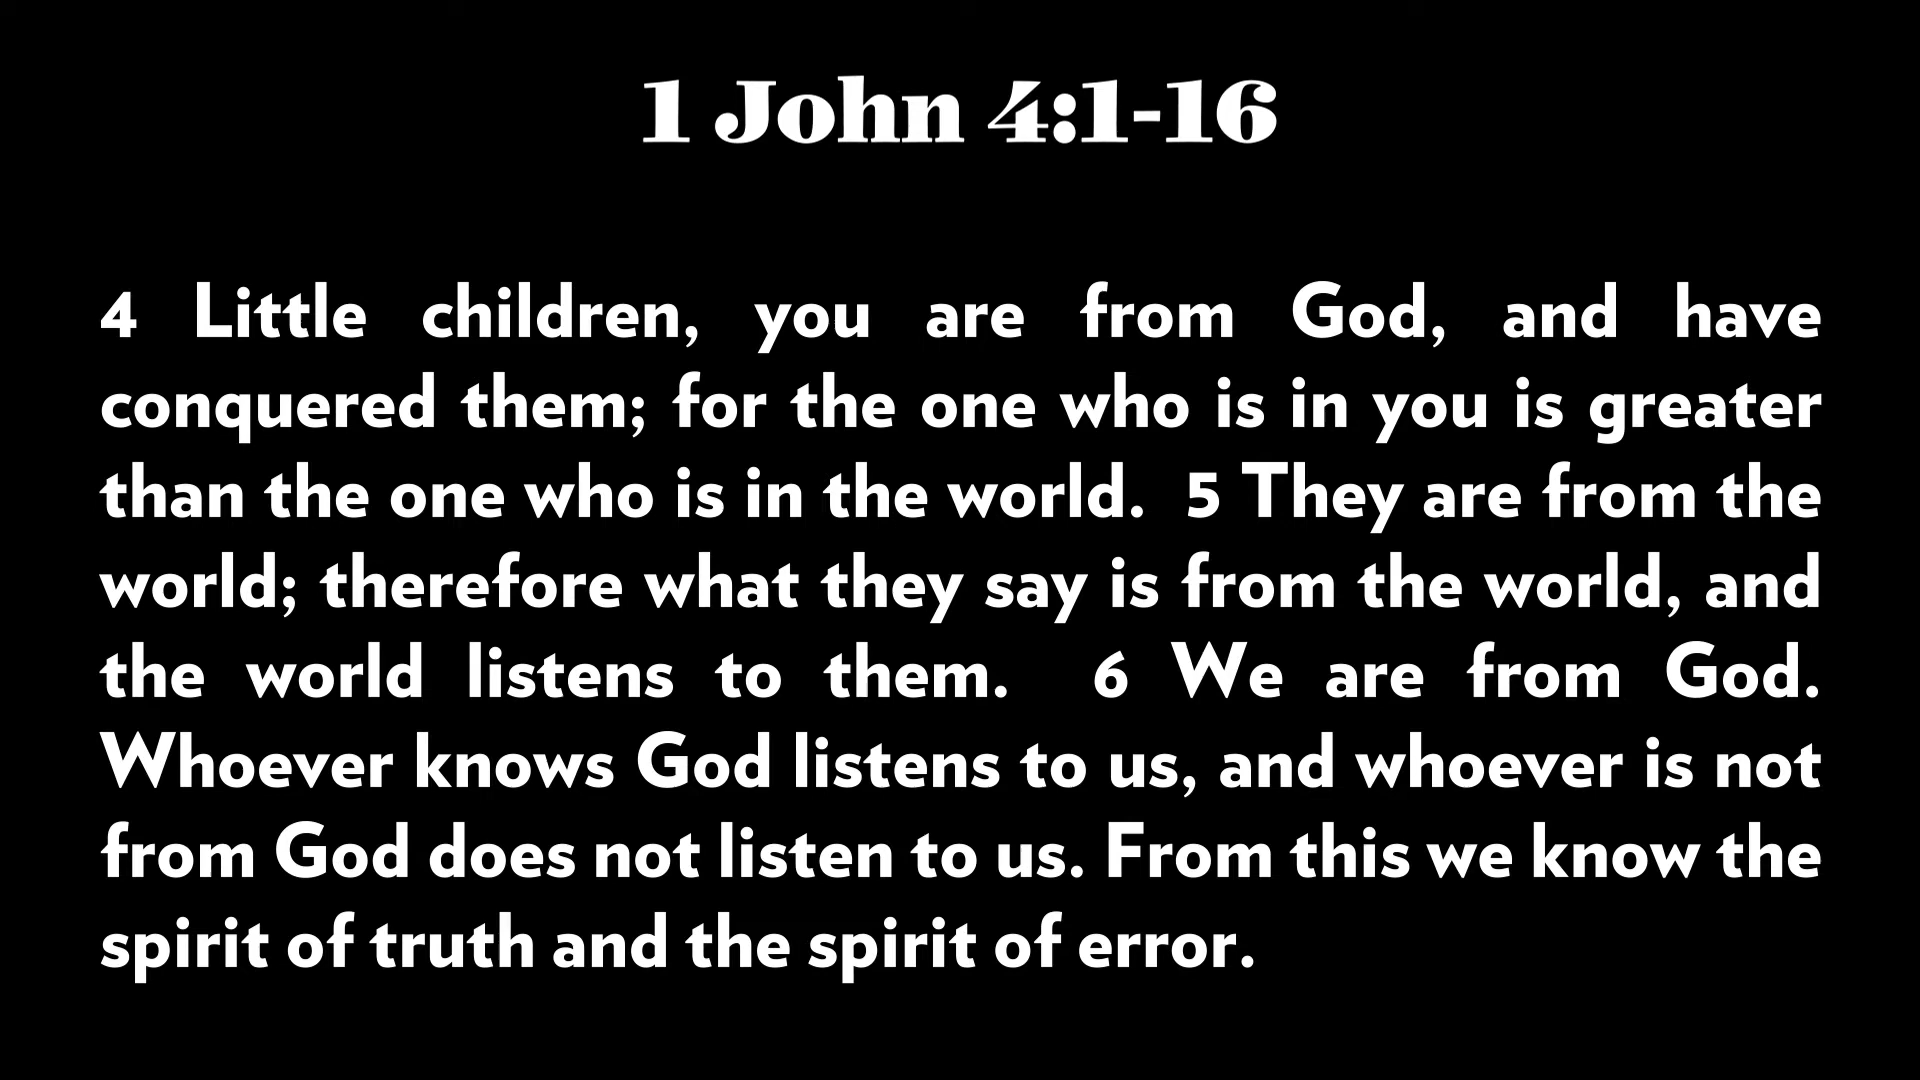 1 John 4:1-16
4 Little children, you are from God, and have
conquered them; for the one who is in you is greater
than the one who is in the world. 5 They are from the
world; therefore what they say is from the world, and
the world listens to them. 6 We are from God.
Whoever knows God listens to us, and whoever is not
from God does not listen to us. From this we know the
spirit of truth and the spirit of error.